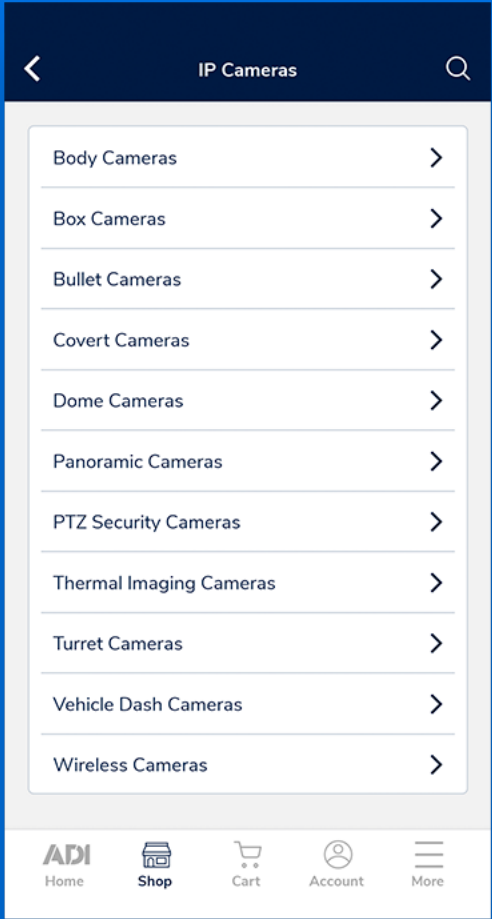 IP Cameras
Body Cameras
Box Cameras
Bullet Cameras
Covert Cameras
Dome Cameras
Panoramic Cameras
PTZ Security Cameras
Thermal Imaging Cameras
Turret Cameras
Vehicle Dash Cameras
Wireless Cameras
ADI
Home Shop Cart Account More